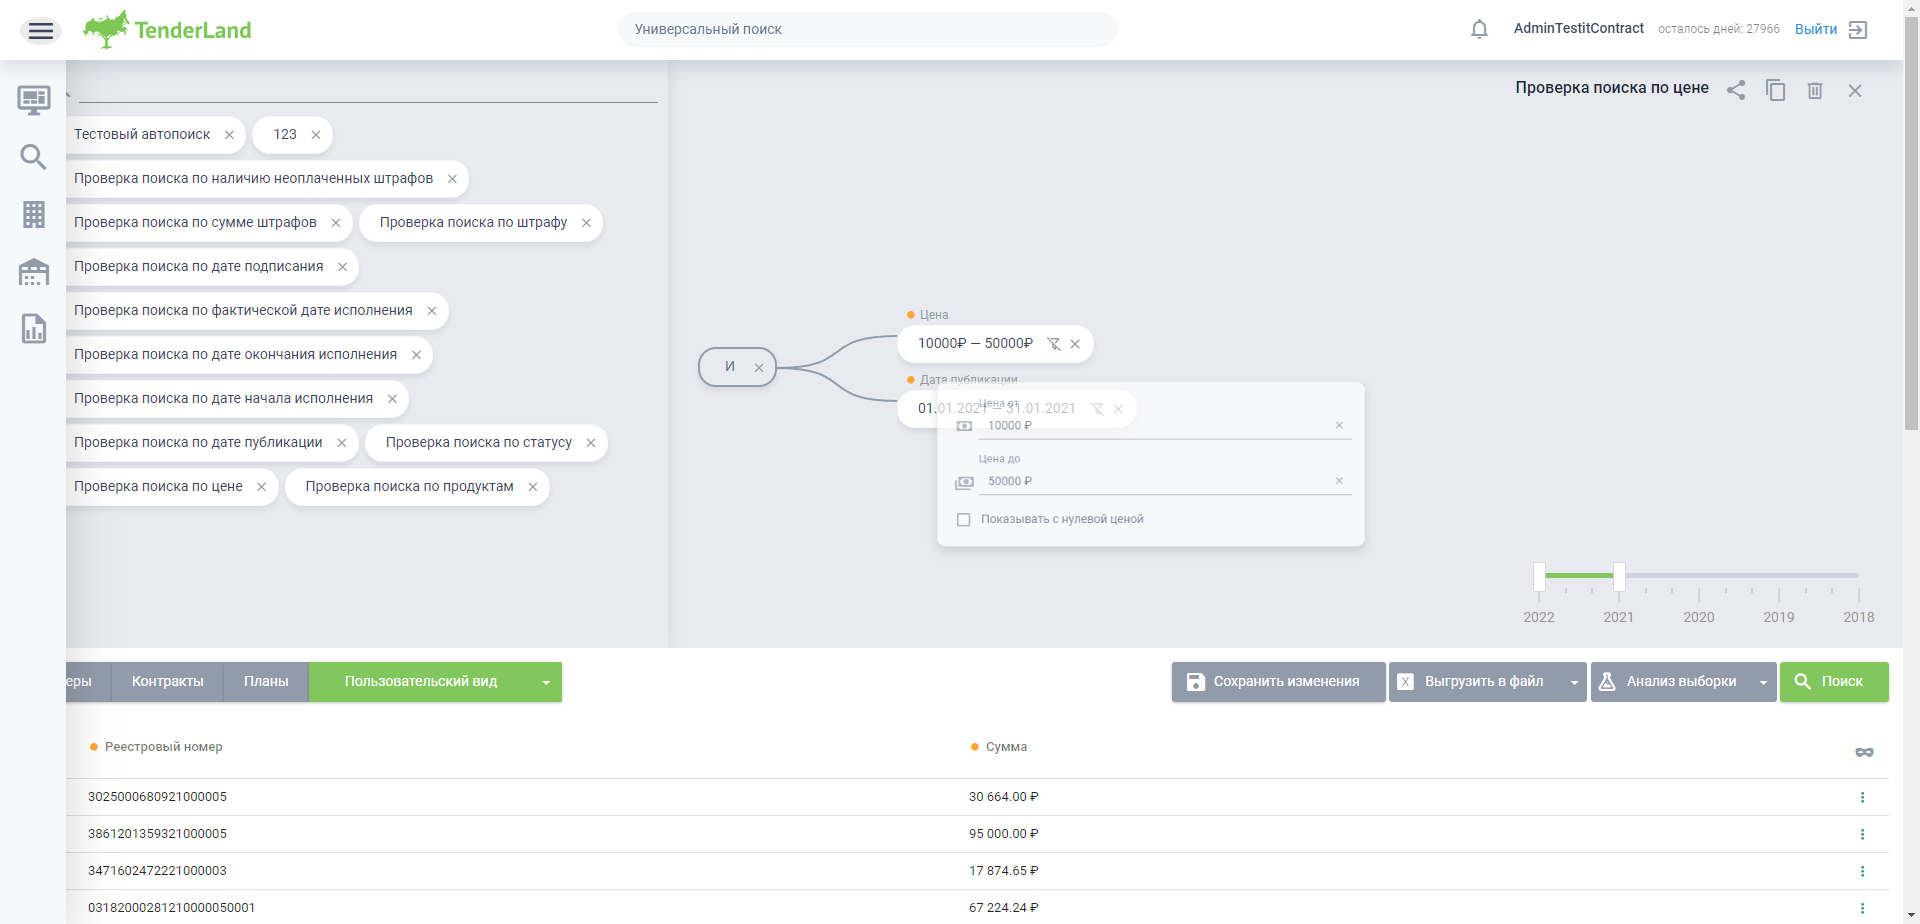 TenderLand
Универсальный поиск
AdminTestitContract
осталось дней: 27966
Выйти
Проверка поиска по цене
Тестовый автопоиск
123
Проверка поиска по наличию неоплаченных штрафов
Проверка поиска по сумме штрафов
Проверка поиска по штрафу
Проверка поиска по дате подписания
Проверка поиска по фактической дате исполнения
Проверка поиска по дате окончания исполнения
Проверка поиска по дате начала исполнения
Проверка поиска по дате публикации
Проверка поиска по статусу
Проверка поиска по цене
Проверка поиска по продуктам
И
Цена
10000₽ — 50000₽
Дата публикации
01.01.2021 — 31.01.2021
Цена от
10000 ₽
Цена до
50000 ₽
Показывать с нулевой ценой
2022
2021
2020
2019
2018
еры
Контракты
Планы
Пользовательский вид
Сохранить изменения
X Выгрузить в файл
Анализ выборки
Поиск
Реестровый номер
Сумма
3025000680921000005
30 664.00 ₽
3861201359321000005
95 000.00 ₽
3471602472221000003
17 874.65 ₽
03182000281210000050001
67 224.24 ₽